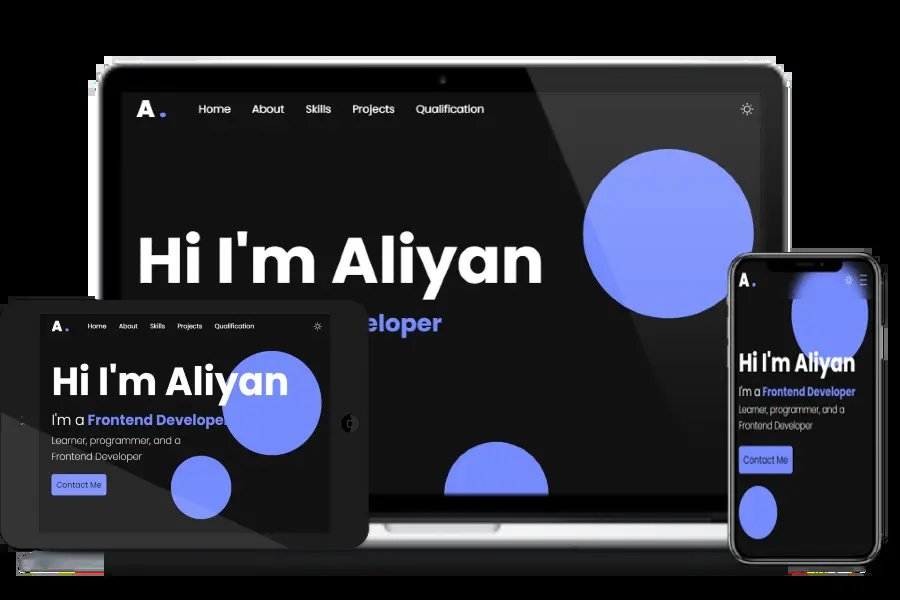 A.
Home About Skills Projects Qualification
Hi I'm Aliyan
eloper
A.
Home About Skills Projects Qualification
Hi I'm Aliyan
I'm a Frontend Developer
Learner, programmer, and a
Frontend Developer
Contact Me
A.
Hi I'm Aliyan
I'm a Frontend Developer
Learner, programmer, and a
Frontend Developer
Contact Me